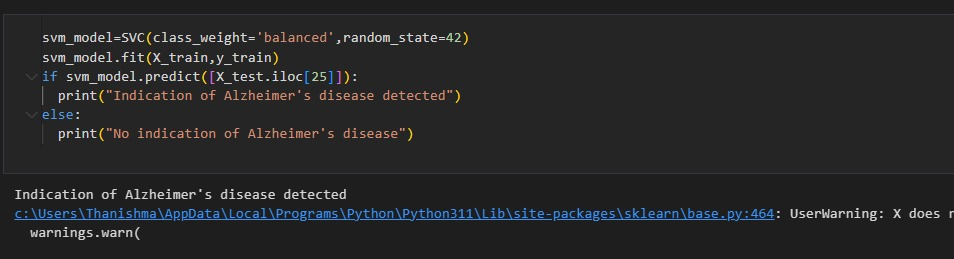 svm_model=SVC(class_weight='balanced',random_state=42)
svm_model.fit(X_train,y_train)
if svm_model.predict([X_test.iloc[25]]):
print("Indication of Alzheimer's disease detected")
else:
print("No indication of Alzheimer's disease")
Indication of Alzheimer's disease detected
c:\Users\Thanishma\AppData\Local\Programs\Python\Python311\Lib\site-packages\sklearn\base.py:464: UserWarning: X does
warnings.warn(